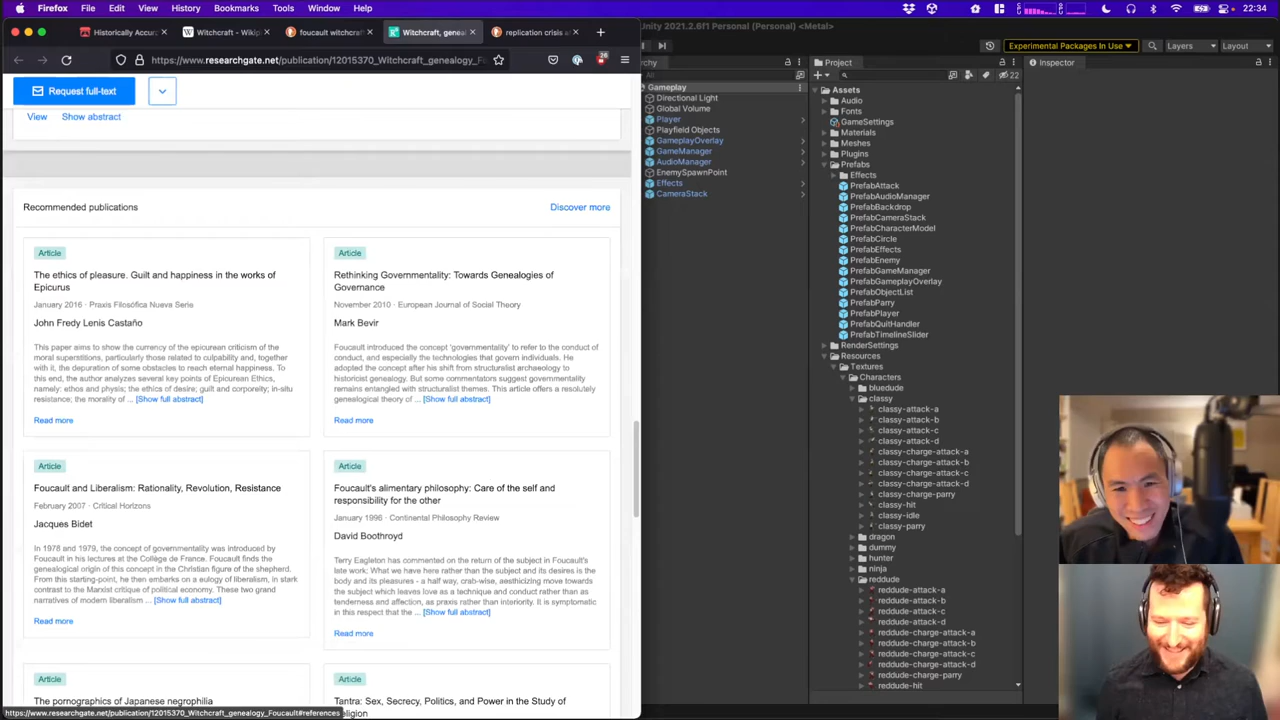 Firefox File Edit View History Bookmarks Tools Window Help
22:34
Historically Accur
Witchcraft - Wikip
foucault witchcraft
Witchcraft, genea
replication crisis a
https://www.researchgate.net/publication/12015370_Witchcraft_genealogy_F
26
Request full-text
View Show abstract
Recommended publications
Discover more
Article
The ethics of pleasure. Guilt and happiness in the works of
Epicurus
January 2016 · Praxis Filosófica Nueva Serie
John Fredy Lenis Castaño
This paper aims to show the currency of the epicurean criticism of the
moral superstitions, particularly those related to culpability and, together
with it, the depuration of some obstacles to reach eternal happiness. To
this end, the author analyzes several key points of Epicurean Ethics,
namely: ethics and physis; the ethics of desire; guilt and corporeity; in-situ
resistance; the morality of ... [Show full abstract]
Read more
Article
Rethinking Governmentality: Towards Genealogies of
Governance
November 2010 · European Journal of Social Theory
Mark Bevir
Foucault introduced the concept 'governmentality' to refer to the conduct of
conduct, and especially the technologies that govern individuals. He
adopted the concept after his shift from structuralist archaeology to
historicist genealogy. But some commentators suggest governmentality
remains entangled with structuralist themes. This article offers a resolutely
genealogical theory of ... [Show full abstract]
Read more
Article
Foucault and Liberalism: Rationality, Revolution, Resistance
February 2007 · Critical Horizons
Jacques Bidet
In 1978 and 1979, the concept of governmentality was introduced by
Foucault in his lectures at the Collège de France. Foucault finds the
genealogical origin of this concept in the Christian figure of the shepherd.
From this starting-point, he then embarks on a eulogy of liberalism, in stark
contrast to the Marxist critique of political economy. These two grand
narratives of modern liberalism ... [Show full abstract]
Read more
Article
Foucault's alimentary philosophy: Care of the self and
responsibility for the other
January 1996 · Continental Philosophy Review
David Boothroyd
Terry Eagleton has commented on the return of the subject in Foucault's
late work: What we have here rather than the subject and its desires is the
body and its pleasures - a half way, crab-wise, aestheticizing move towards
the subject which leaves love as a technique and conduct rather than as
tenderness and affection, as praxis rather than interiority. It is symptomatic
in this respect that the ... [Show full abstract]
Read more
Article
The pornographics of Japanese negrophilia
Article
Tantra: Sex, Secrecy, Politics, and Power in the Study of
Religion
https://www.researchgate.net/publication/12015370_Witchcraft_genealogy_Foucault#references
Unity 2021.2.6f1 Personal (Personal) <Metal>
Experimental Packages In Use
Layers
Layout
rchy
All
Gameplay
Directional Light
Global Volume
Player
Playfield Objects
GameplayOverlay
GameManager
AudioManager
EnemySpawnPoint
Effects
CameraStack
Project
22
Assets
Audio
Fonts
GameSettings
Materials
Meshes
Plugins
Prefabs
Effects
PrefabAttack
PrefabAudioManager
PrefabBackdrop
PrefabCameraStack
PrefabCharacterModel
PrefabCircle
PrefabEffects
PrefabEnemy
PrefabGameManager
PrefabGameplayOverlay
PrefabObjectList
PrefabParry
PrefabPlayer
PrefabQuitHandler
PrefabTimelineSlider
RenderSettings
Resources
Textures
Characters
bluedude
classy
classy-attack-a
classy-attack-b
classy-attack-c
classy-attack-d
classy-charge-attack-a
classy-charge-attack-b
classy-charge-attack-c
classy-charge-attack-d
classy-charge-parry
classy-hit
classy-idle
classy-parry
dragon
dummy
hunter
ninja
reddude
reddude-attack-a
reddude-attack-b
reddude-attack-c
reddude-attack-d
reddude-charge-attack-a
reddude-charge-attack-b
reddude-charge-attack-c
reddude-charge-attack-d
reddude-charge-parry
reddude-hit
Inspector